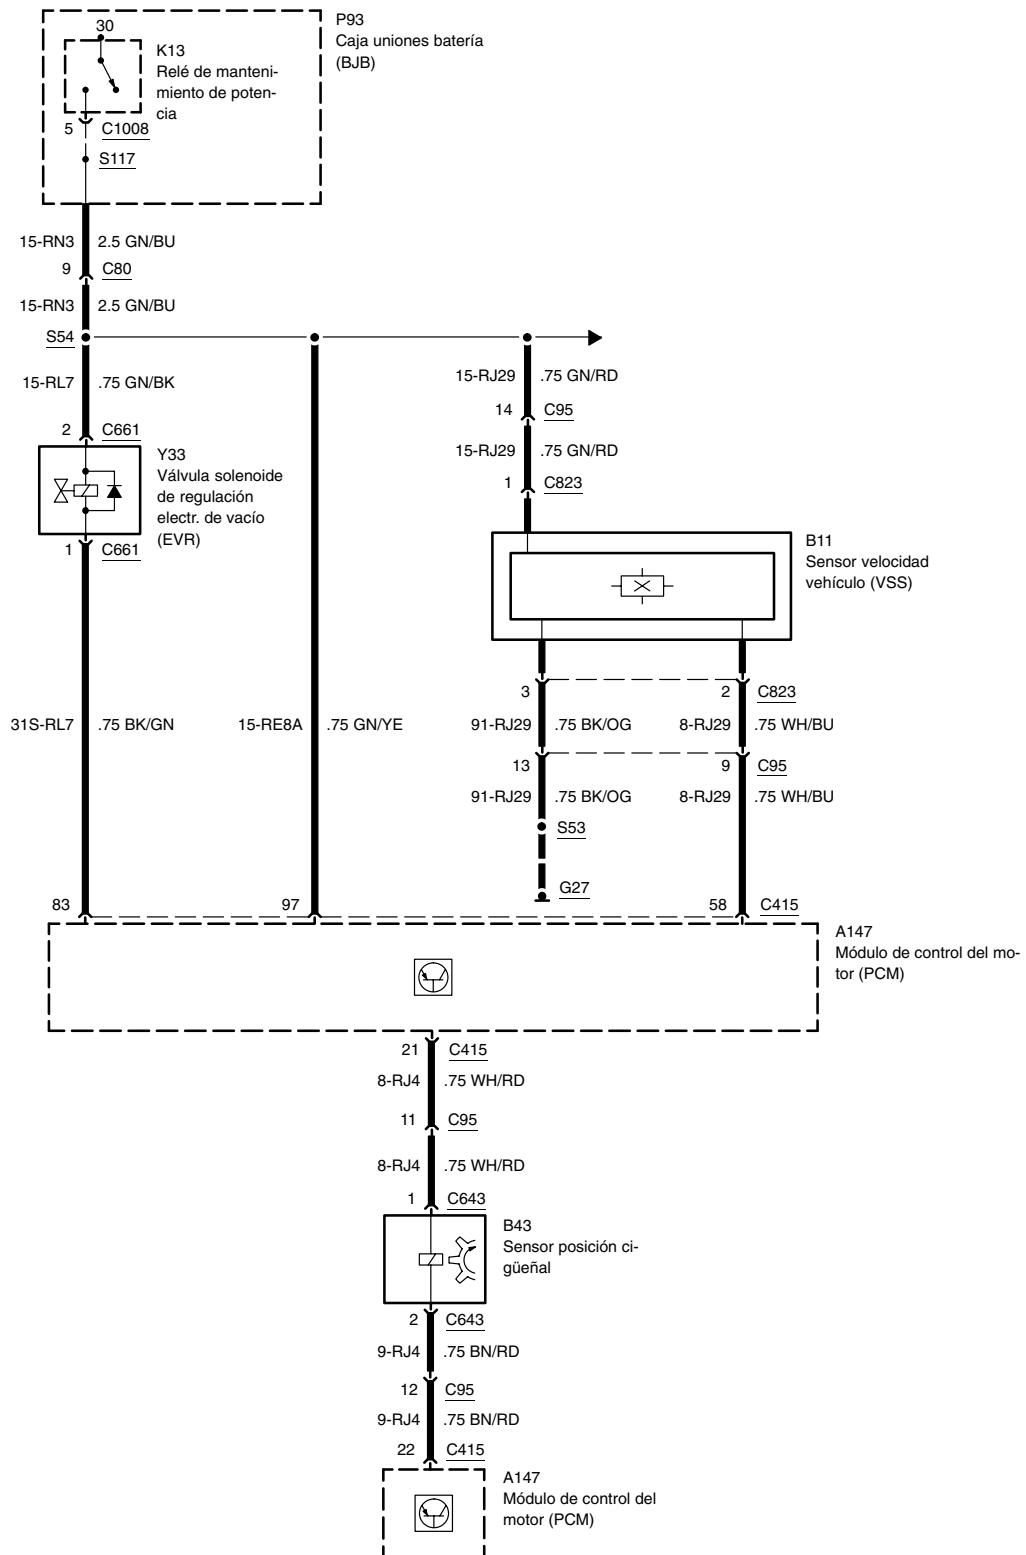 P93
Caja uniones batería
(BJB)
30
K13
Relé de manteni-
miento de poten-
cia
5 C1008
S117
15-RN3 2.5 GN/BU
9 C80
15-RN3 2.5 GN/BU
S54
15-RL7 .75 GN/BK
15-RJ29 .75 GN/RD
14 C95
2 C661
15-RJ29 .75 GN/RD
Y33
Válvula solenoide
de regulación
electr. de vacío
(EVR)
1 C823
1 C661
B11
Sensor velocidad
vehículo (VSS)
3 2 C823
31S-RL7 .75 BK/GN 15-RE8A .75 GN/YE 91-RJ29 .75 BK/OG 8-RJ29 .75 WH/BU
13 9 C95
91-RJ29 .75 BK/OG 8-RJ29 .75 WH/BU
S53
G27
83 97 58 C415
A147
Módulo de control del mo-
tor (PCM)
21 C415
8-RJ4 .75 WH/RD
11 C95
8-RJ4 .75 WH/RD
1 C643
B43
Sensor posición ci-
güeñal
2 C643
9-RJ4 .75 BN/RD
12 C95
9-RJ4 .75 BN/RD
22 C415
A147
Módulo de control del
motor (PCM)